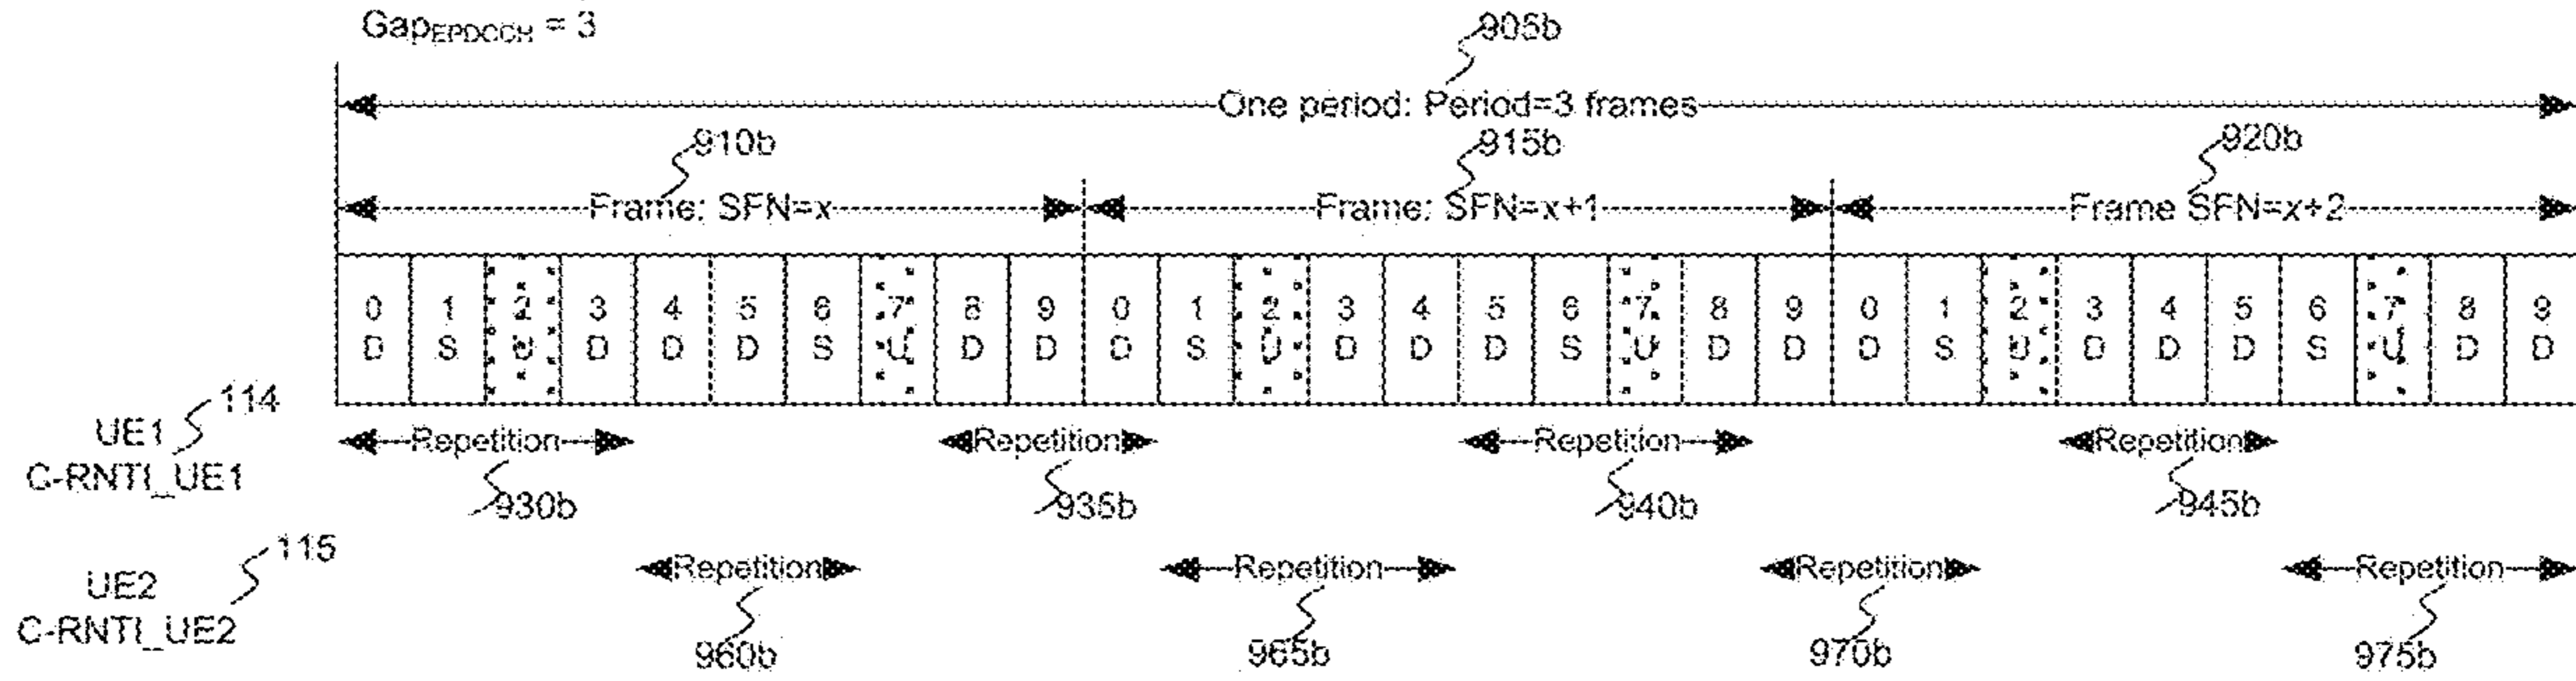 Gap_EPDCCH = 3
905b
One period: Period=3 frames
910b 915b 920b
Frame: SFN=x Frame: SFN=x+1 Frame SFN=x+2
0 1 2 3 4 5 6 7 8 9 0 1 2 3 4 5 6 7 8 9 0 1 2 3 4 5 6 7 8 9
D S U D D D S U D D D S U D D D S U D D D S U D D D S U D D
114
UE1 Repetition Repetition Repetition Repetition
C-RNTI_UE1
930b 935b 940b 945b
115
UE2 Repetition Repetition Repetition Repetition
C-RNTI_UE2
960b 965b 970b 975b